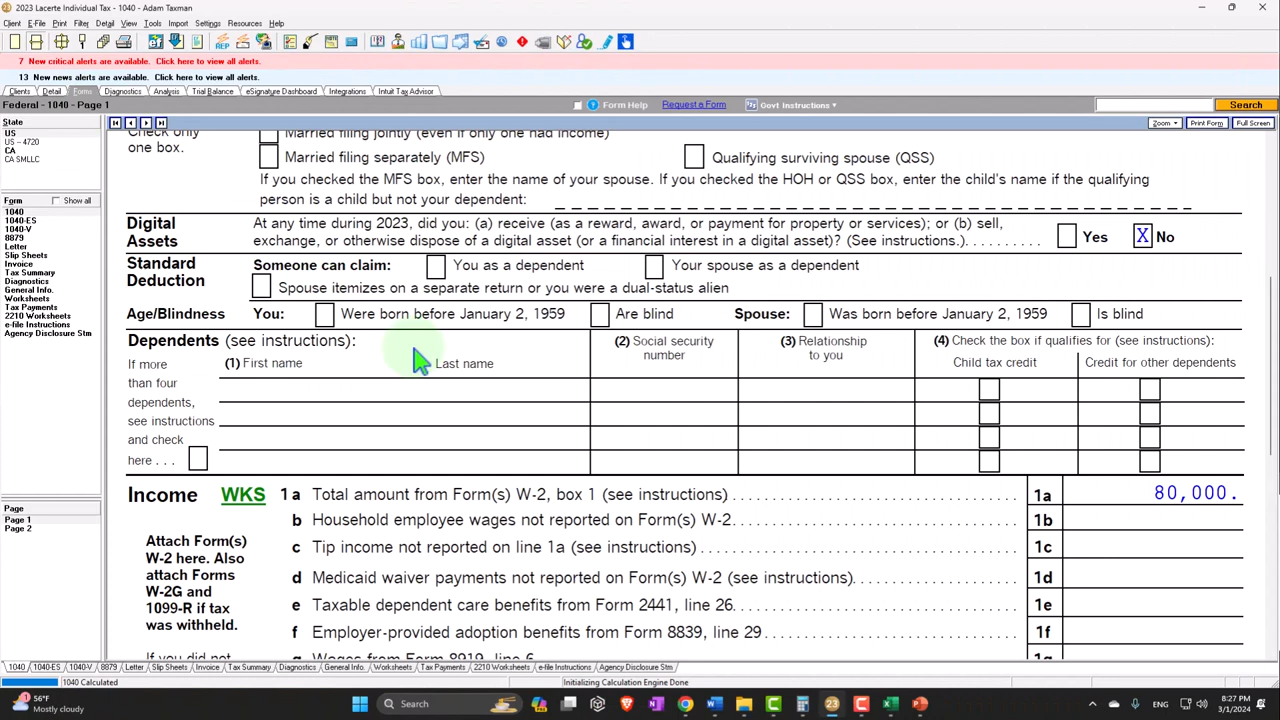 2023 Lacerte Individual Tax - 1040 - Adam Taxman
Client E-File Print Filter Detail View Tools Import Settings Resources Help
REP
7 New critical alerts are available. Click here to view all alerts.
13 New news alerts are available. Click here to view all alerts.
Clients Detail Forms Diagnostics Analysis Trial Balance eSignature Dashboard Integrations Intuit Tax Advisor
Federal - 1040 - Page 1
? Form Help Request a Form Govt Instructions Search
State
US
US - 4720
CA
CA SMLLC
Form Show all
1040
1040-ES
1040-V
8879
Letter
Slip Sheets
Invoice
Tax Summary
Diagnostics
General Info.
Worksheets
Tax Payments
2210 Worksheets
e-file Instructions
Agency Disclosure Stm
Page
Page 1
Page 2
Zoom Print Form Full Screen
Check only one box.
Married filing jointly (even if only one had income)
Married filing separately (MFS) Qualifying surviving spouse (QSS)
If you checked the MFS box, enter the name of your spouse. If you checked the HOH or QSS box, enter the child's name if the qualifying
person is a child but not your dependent:
Digital Assets
At any time during 2023, did you: (a) receive (as a reward, award, or payment for property or services); or (b) sell,
exchange, or otherwise dispose of a digital asset (or a financial interest in a digital asset)? (See instructions.) Yes X No
Standard Deduction
Someone can claim: You as a dependent Your spouse as a dependent
Spouse itemizes on a separate return or you were a dual-status alien
Age/Blindness You: Were born before January 2, 1959 Are blind Spouse: Was born before January 2, 1959 Is blind
Dependents (see instructions):
(2) Social security number
(3) Relationship to you
(4) Check the box if qualifies for (see instructions):
(1) First name Last name Child tax credit Credit for other dependents
If more
than four
dependents,
see instructions
and check
here . . .
Income WKS 1 a Total amount from Form(s) W-2, box 1 (see instructions) 1a 80,000.
b Household employee wages not reported on Form(s) W-2 1b
c Tip income not reported on line 1a (see instructions) 1c
d Medicaid waiver payments not reported on Form(s) W-2 (see instructions) 1d
e Taxable dependent care benefits from Form 2441, line 26 1e
f Employer-provided adoption benefits from Form 8839, line 29 1f
g Wages from Form 8919, line 6 1g
Attach Form(s)
W-2 here. Also
attach Forms
W-2G and
1099-R if tax
was withheld.
If you did not
1040 1040-ES 1040-V 8879 Letter Slip Sheets Invoice Tax Summary Diagnostics General Info. Worksheets Tax Payments 2210 Worksheets e-file Instructions Agency Disclosure Stm
1040 Calculated Initializing Calculation Engine Done
56°F
Mostly cloudy
Search
23
8:27 PM
3/1/2024